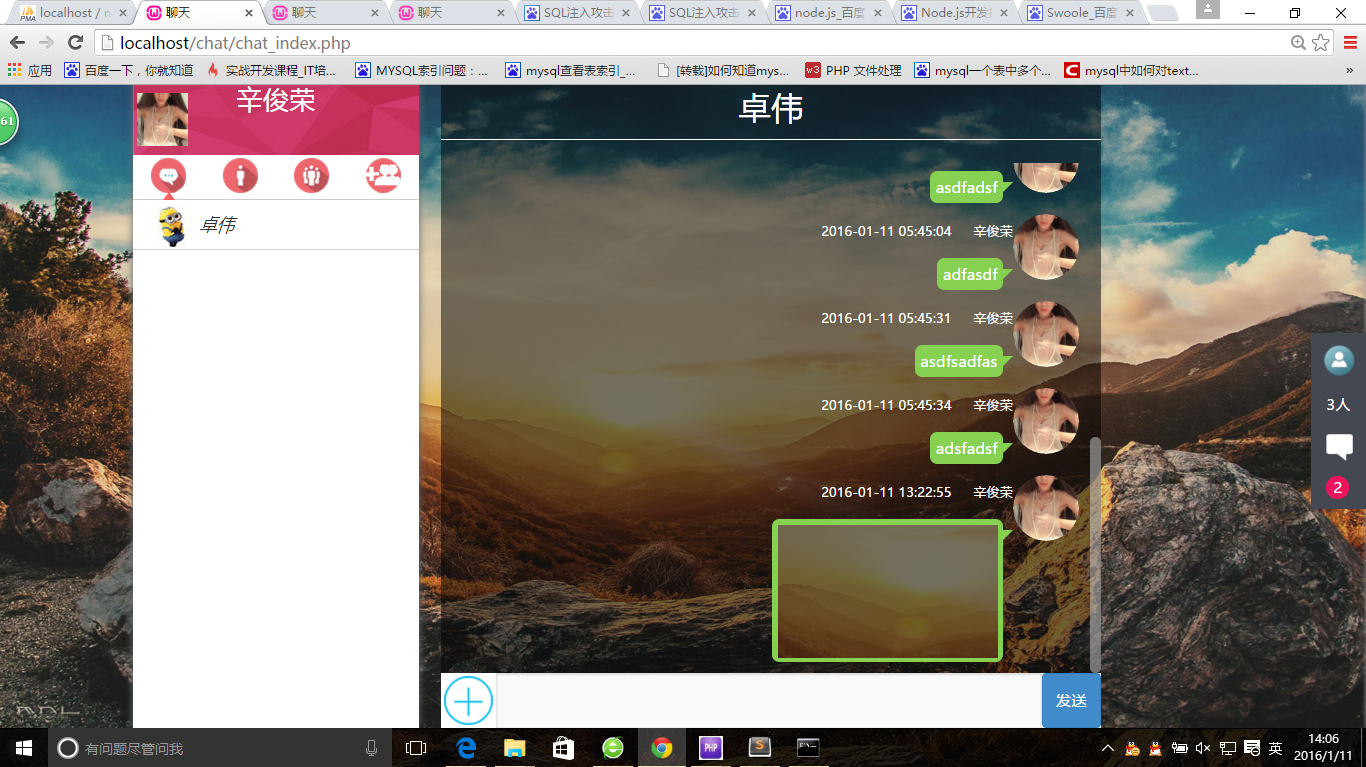 localhost / n
聊天
聊天
聊天
SQL注入攻击
SQL注入攻击
node.js_百度
Node.js开发
Swoole_百度
localhost/chat/chat_index.php
应用
百度一下，你就知道
实战开发课程_IT培...
MYSQL索引问题：...
mysql查看表索引_...
[转载]如何知道mys...
PHP 文件处理
mysql一个表中多个...
mysql中如何对text...
»
61
辛俊荣
卓伟
卓伟
asdfadsf
2016-01-11 05:45:04 辛俊荣
adfasdf
2016-01-11 05:45:31 辛俊荣
asdfsadfas
2016-01-11 05:45:34 辛俊荣
adsfadsf
2016-01-11 13:22:55 辛俊荣
3人
2
发送
有问题尽管问我
英
14:06
2016/1/11